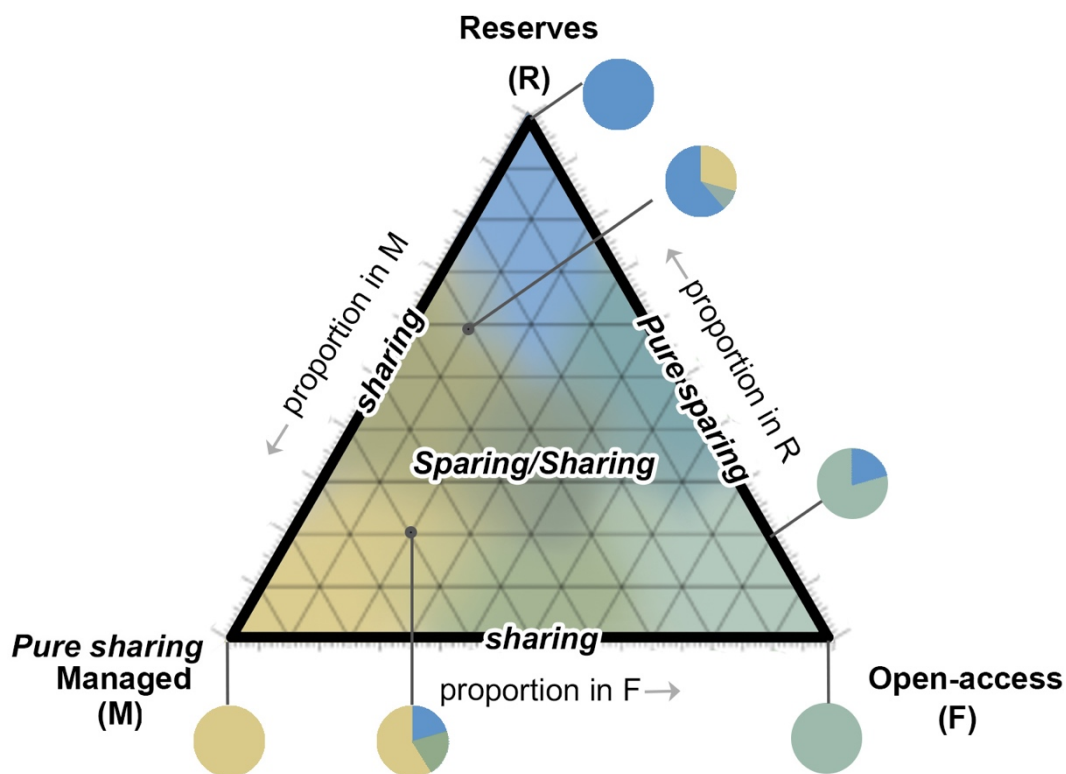 Reserves
(R)
proportion in M
sharing
Pure sparing
proportion in R
Sparing/Sharing
sharing
Pure sharing
Managed
(M)
proportion in F
Open-access
(F)